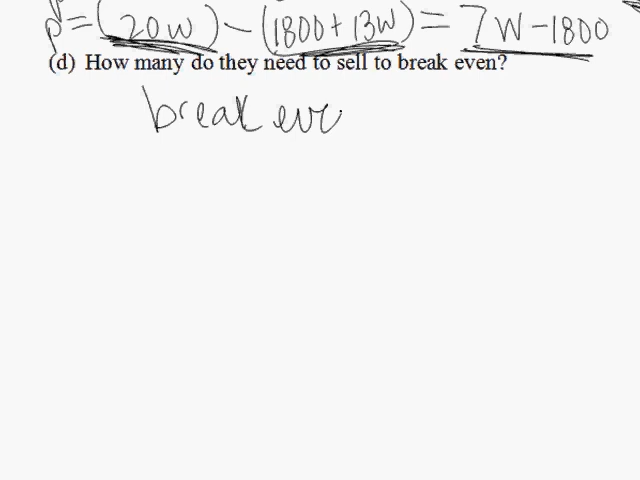 P = (20w) - (1800 + 13w) = 7w - 1800
(d) How many do they need to sell to break even?
break eve